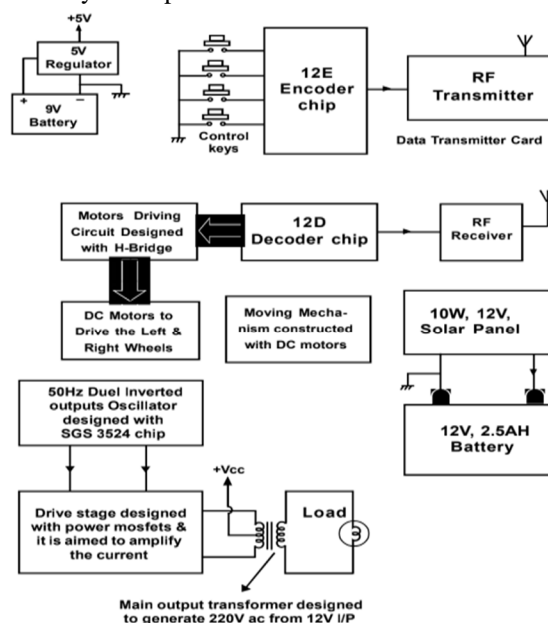 +5V
5V
Regulator
+ −
9V
Battery
Control
keys
12E
Encoder
chip
RF
Transmitter
Data Transmitter Card
Motors Driving
Circuit Designed
with H-Bridge
12D
Decoder chip
RF
Receiver
DC Motors to
Drive the Left &
Right Wheels
Moving Mecha-
nism constructed
with DC motors
10W, 12V,
Solar Panel
12V, 2.5AH
Battery
50Hz Duel Inverted
outputs Oscillator
designed with
SGS 3524 chip
+Vcc
Drive stage designed
with power mosfets &
it is aimed to amplify
the current
Load
Main output transformer designed
to generate 220V ac from 12V I/P